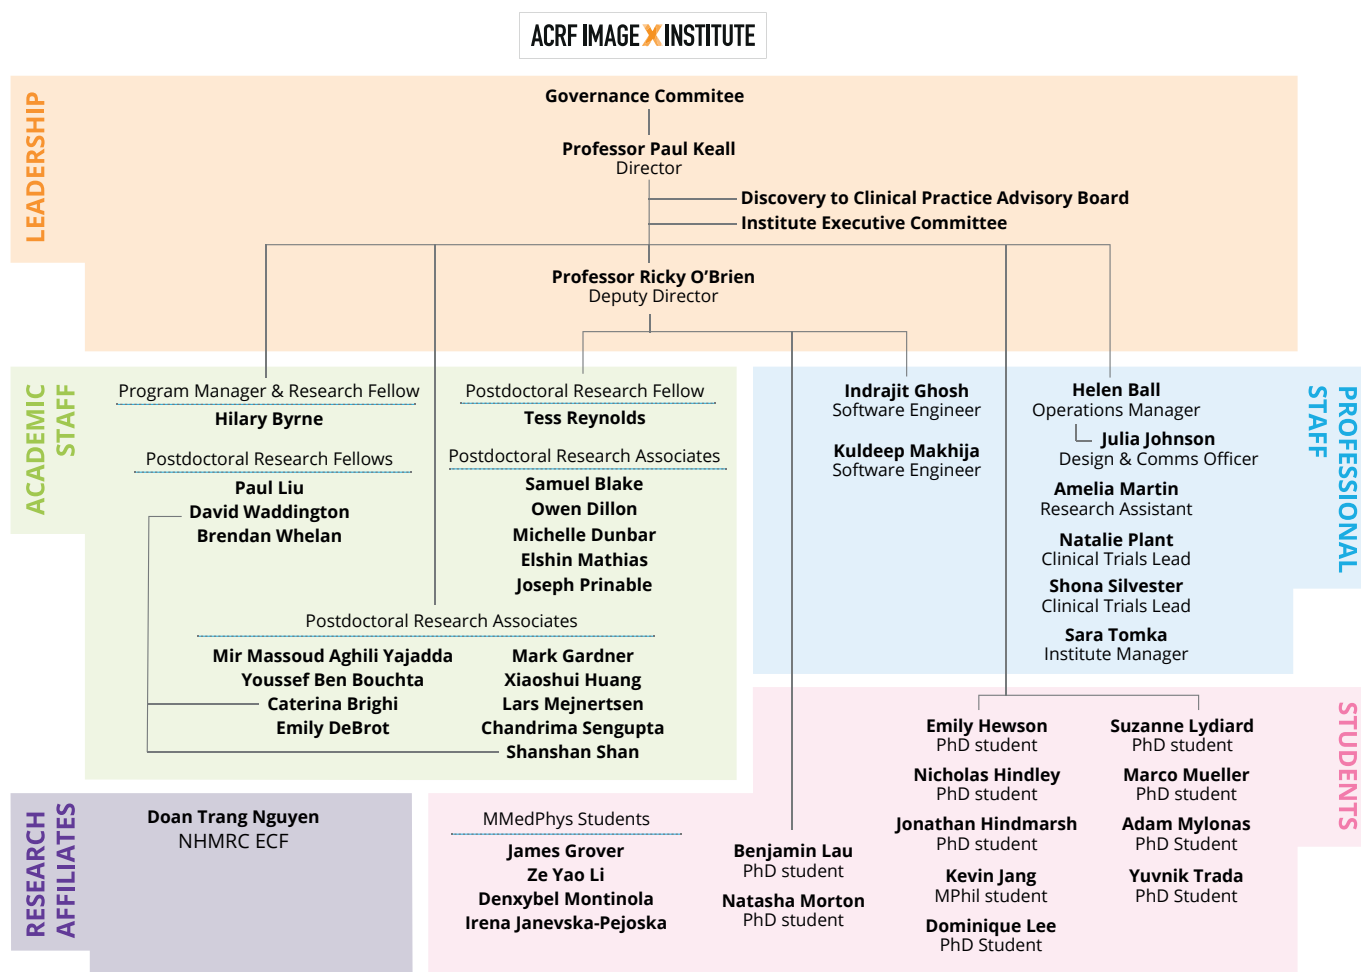 ACRF IMAGE X INSTITUTE
LEADERSHIP
Governance Commitee
Professor Paul Keall
Director
Discovery to Clinical Practice Advisory Board
Institute Executive Committee
Professor Ricky O'Brien
Deputy Director
ACADEMIC
STAFF
Program Manager & Research Fellow
Hilary Byrne
Postdoctoral Research Fellows
Paul Liu
David Waddington
Brendan Whelan
Postdoctoral Research Fellow
Tess Reynolds
Postdoctoral Research Associates
Samuel Blake
Owen Dillon
Michelle Dunbar
Elshin Mathias
Joseph Prinable
Postdoctoral Research Associates
Mir Massoud Aghili Yajadda
Youssef Ben Bouchta
Caterina Brighi
Emily DeBrot
Mark Gardner
Xiaoshui Huang
Lars Mejnertsen
Chandrima Sengupta
Shanshan Shan
PROFESSIONAL
STAFF
Indrajit Ghosh
Software Engineer
Kuldeep Makhija
Software Engineer
Helen Ball
Operations Manager
Julia Johnson
Design & Comms Officer
Amelia Martin
Research Assistant
Natalie Plant
Clinical Trials Lead
Shona Silvester
Clinical Trials Lead
Sara Tomka
Institute Manager
RESEARCH
AFFILIATES
Doan Trang Nguyen
NHMRC ECF
STUDENTS
MMedPhys Students
James Grover
Ze Yao Li
Denxybel Montinola
Irena Janevska-Pejoska
Benjamin Lau
PhD student
Natasha Morton
PhD student
Emily Hewson
PhD student
Nicholas Hindley
PhD student
Jonathan Hindmarsh
PhD student
Kevin Jang
MPhil student
Dominique Lee
PhD Student
Suzanne Lydiard
PhD student
Marco Mueller
PhD student
Adam Mylonas
PhD Student
Yuvnik Trada
PhD Student